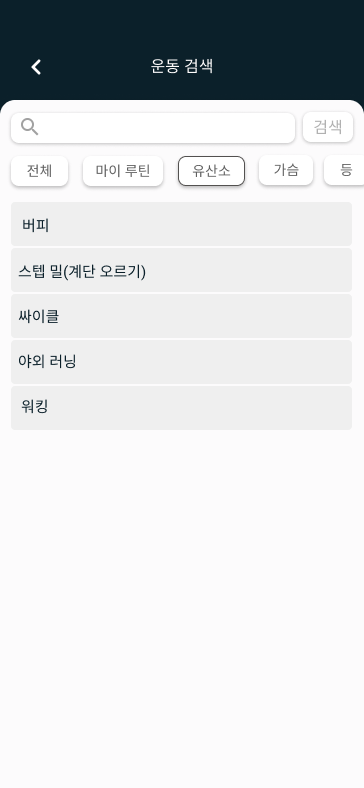 운동 검색
검색
전체 마이 루틴 유산소 가슴 등
버피
스텝 밀(계단 오르기)
싸이클
야외 러닝
워킹